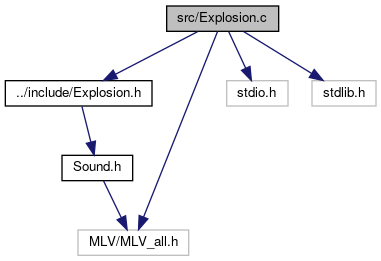 src/Explosion.c
../include/Explosion.h
stdio.h
stdlib.h
Sound.h
MLV/MLV_all.h